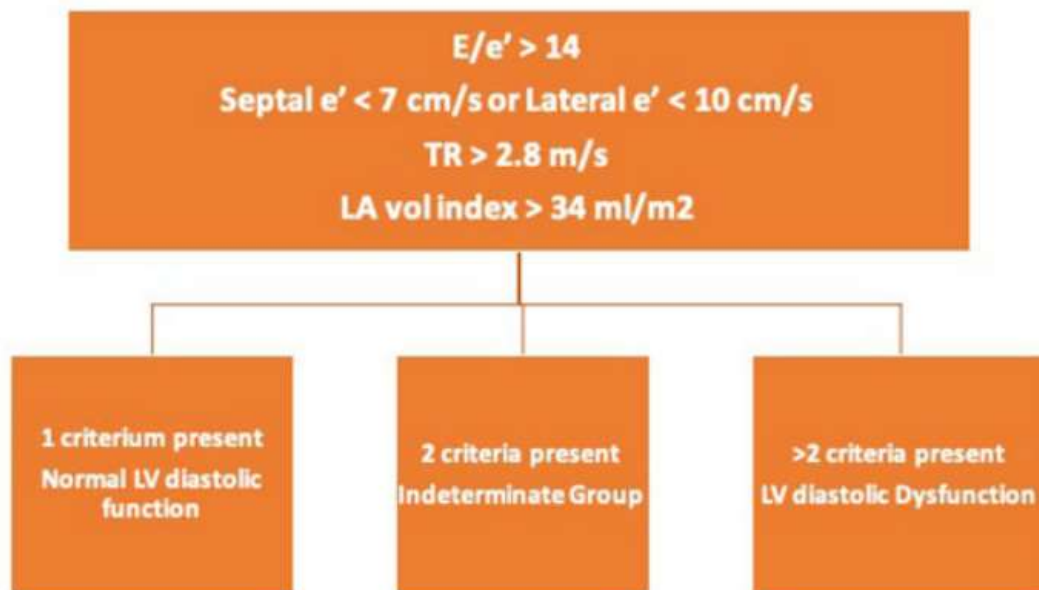 E/e' > 14
Septal e' < 7 cm/s or Lateral e' < 10 cm/s
TR > 2.8 m/s
LA vol index > 34 ml/m2
1 criterium present
Normal LV diastolic
function
2 criteria present
Indeterminate Group
>2 criteria present
LV diastolic Dysfunction